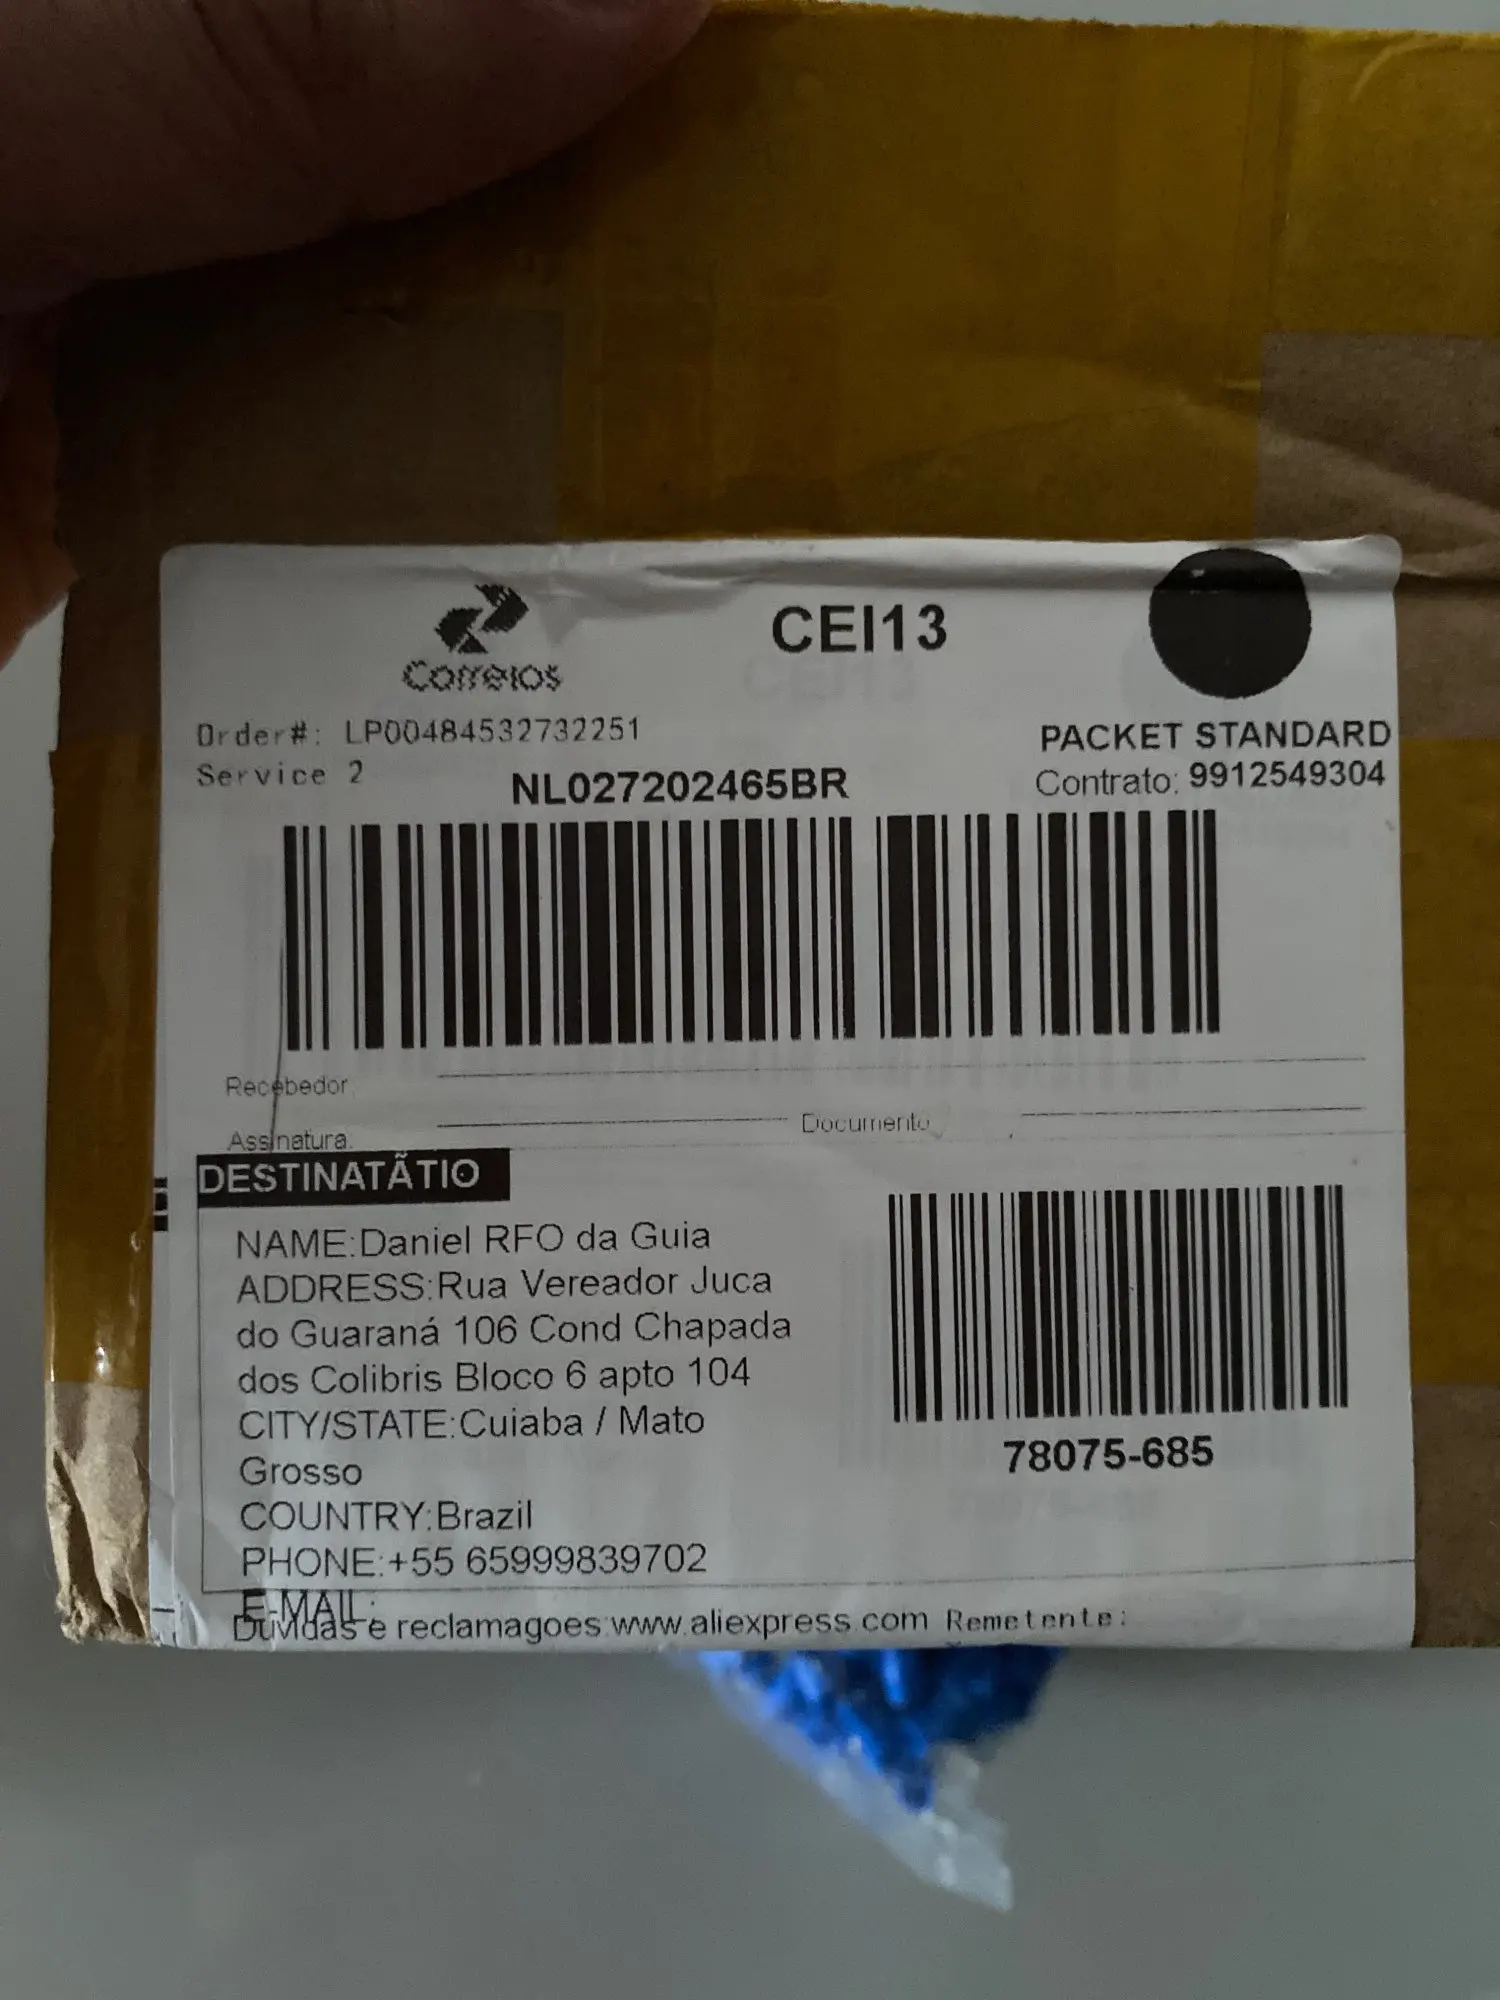 Correios
CEI13
Order#: LP00484532732251
PACKET STANDARD
Service 2
NL027202465BR
Contrato: 9912549304
Recebedor
Assinatura: Documento
DESTINATÃTIO
NAME:Daniel RFO da Guia
ADDRESS:Rua Vereador Juca
do Guaraná 106 Cond Chapada
dos Colibris Bloco 6 apto 104
CITY/STATE:Cuiaba / Mato
Grosso
COUNTRY:Brazil
PHONE:+55 65999839702
78075-685
E-MAIL:
Duvidas e reclamagoes:www.aliexpress.com Remetente: